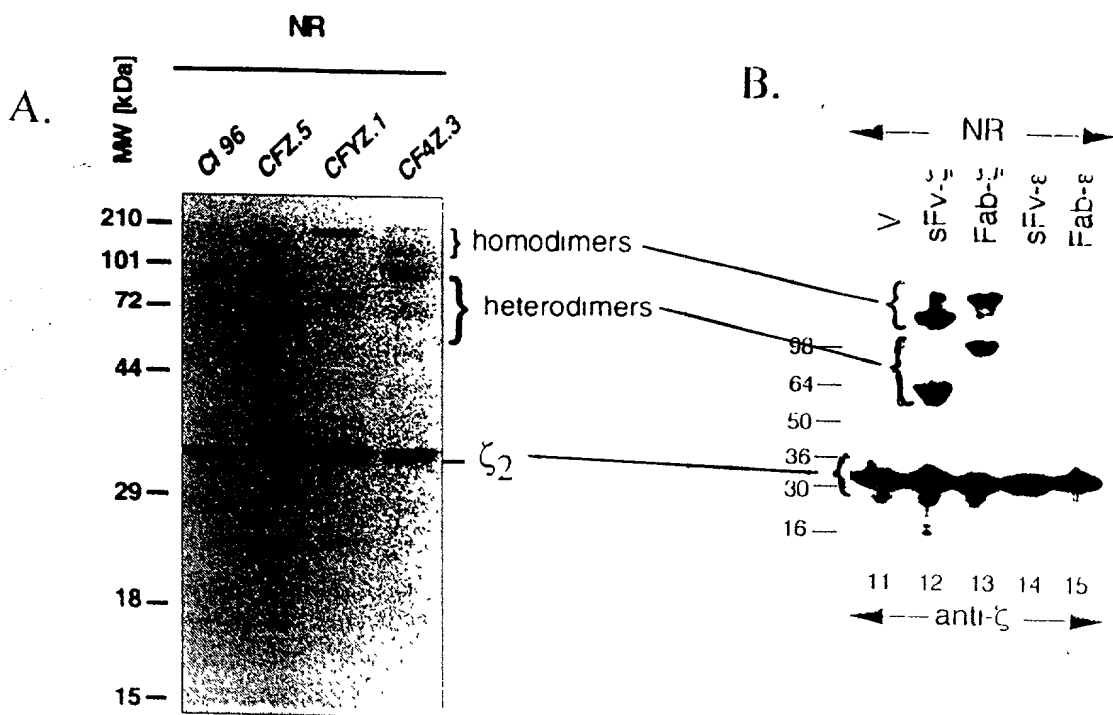 A.
NR
MW [kDa]
CI 96
CFZ.5
CFYZ.1
CF4Z.3
210
101
72
44
29
18
15
homodimers
heterodimers
ζ2
B.
NR
V
sFv-ζ
Fab-ζ
sFv-ε
Fab-ε
98
64
50
36
30
16
11 12 13 14 15
anti-ζ